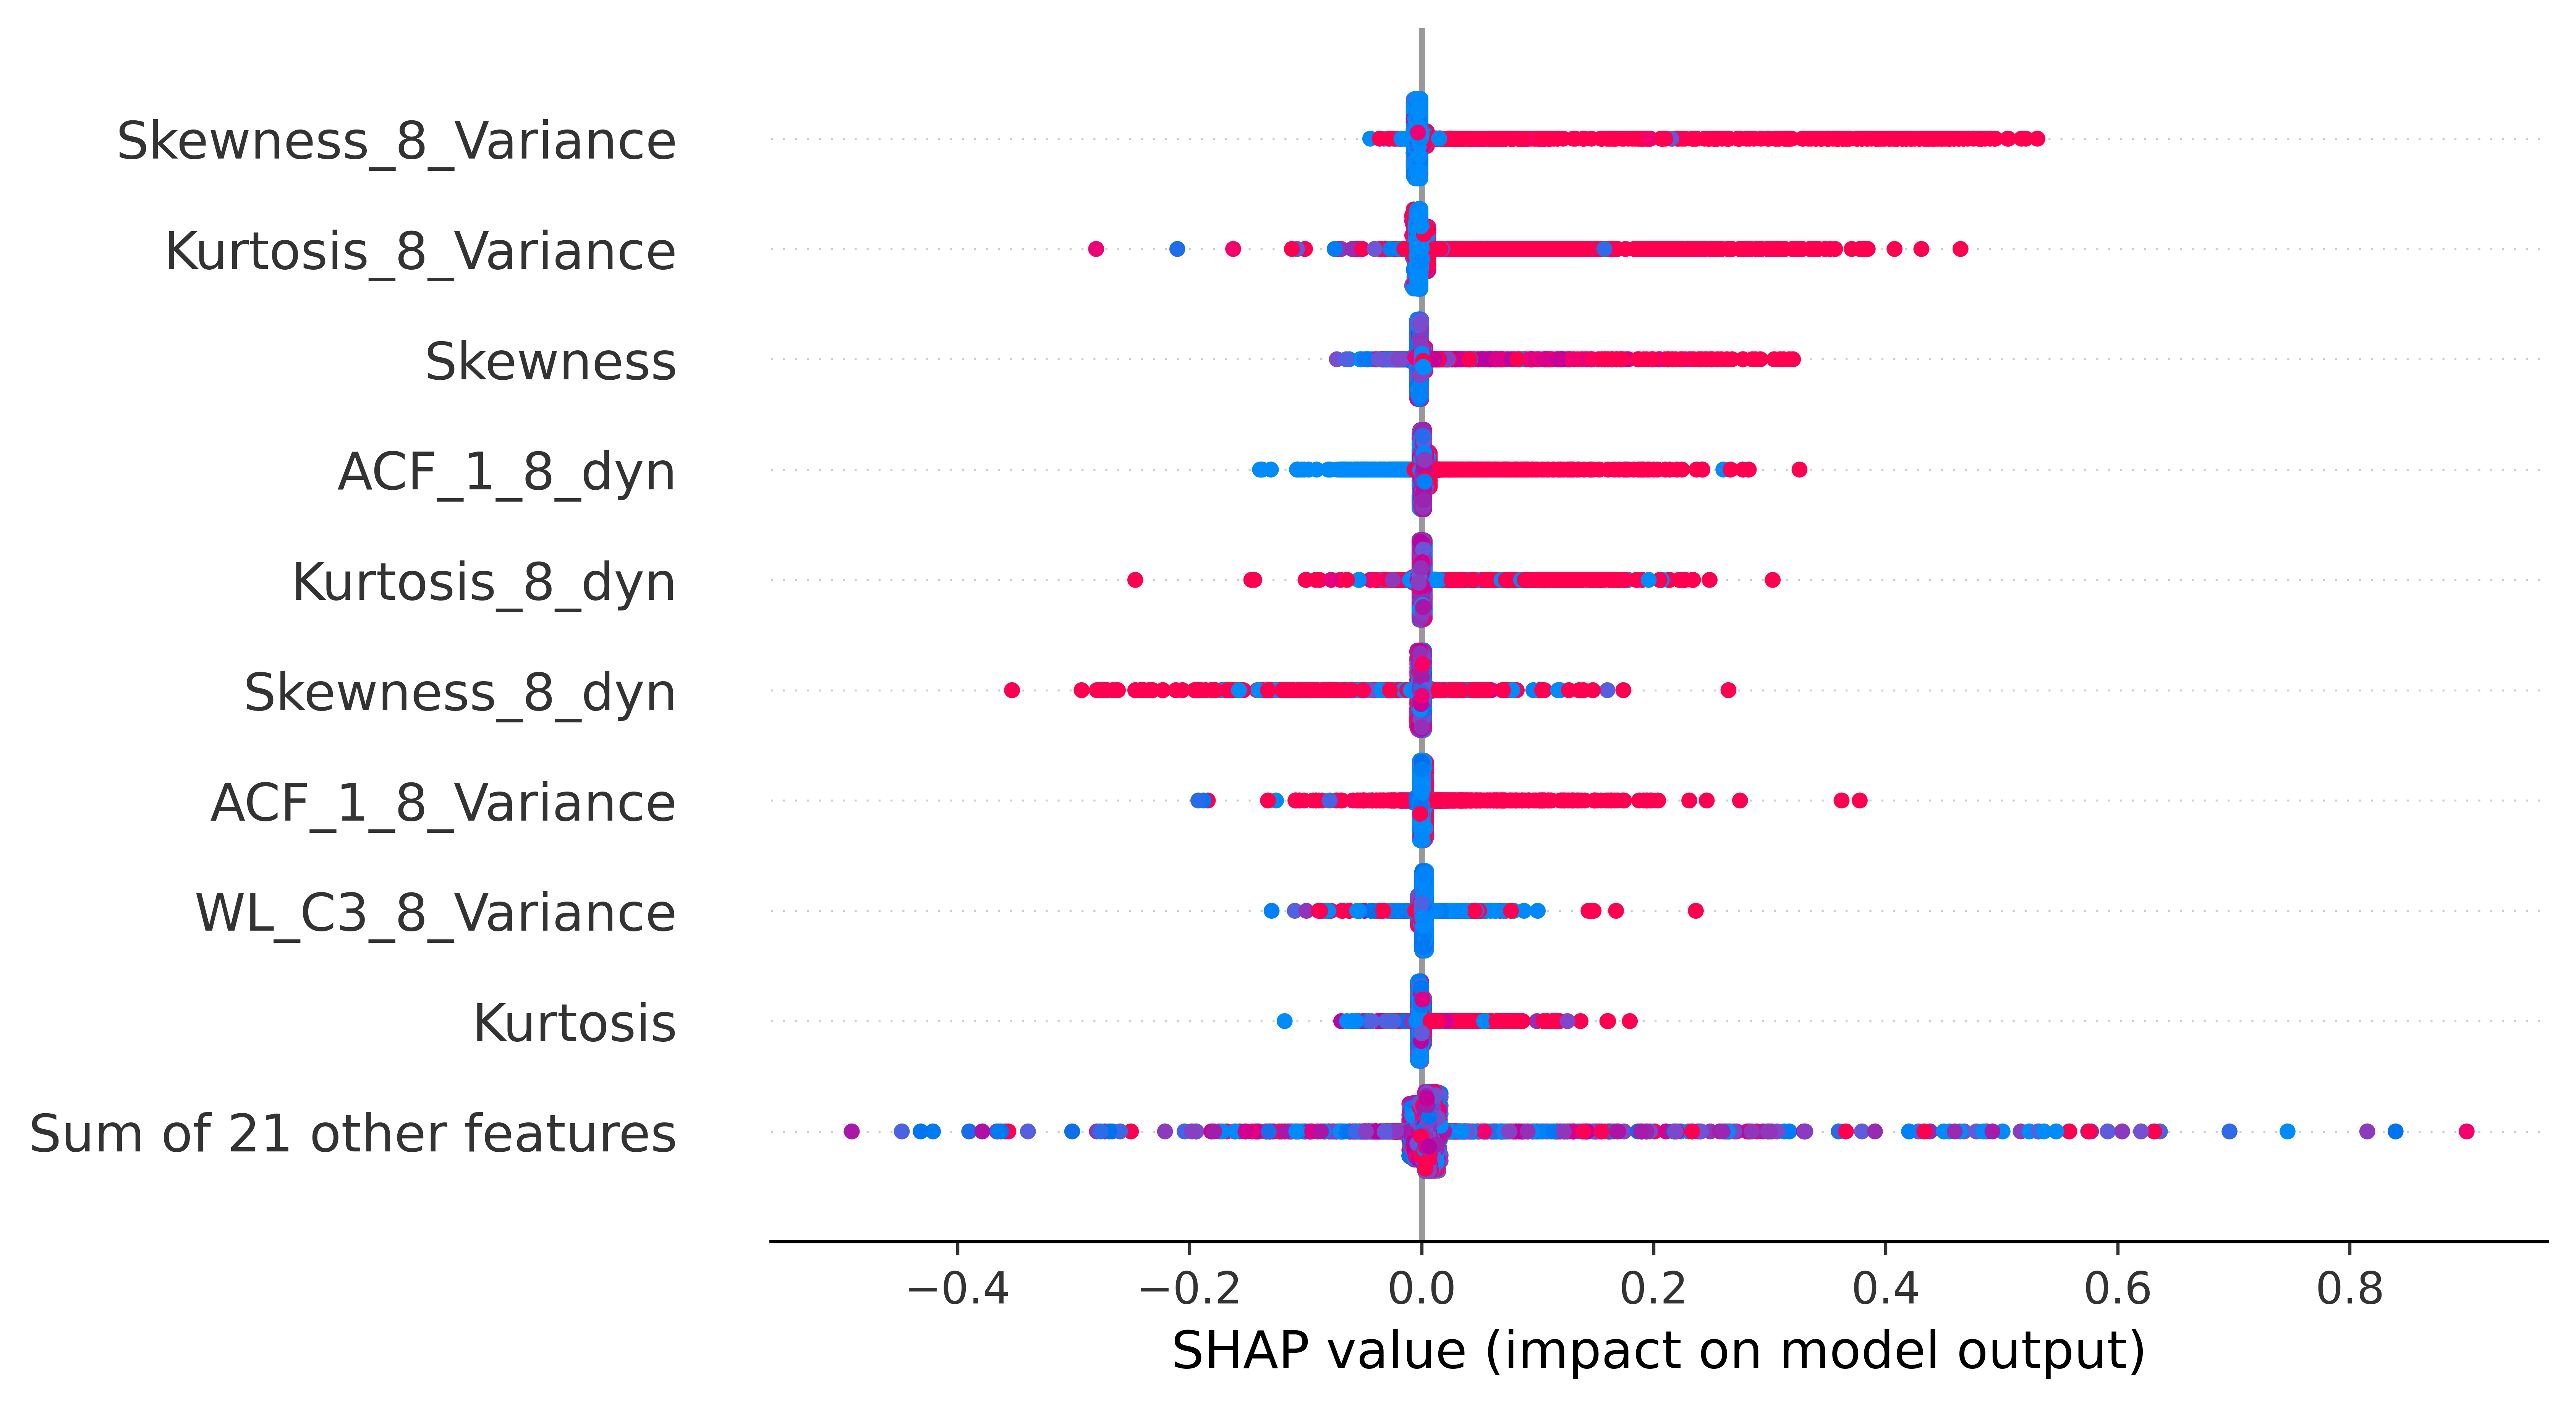 Skewness_8_Variance
Kurtosis_8_Variance
Skewness
ACF_1_8_dyn
Kurtosis_8_dyn
Skewness_8_dyn
ACF_1_8_Variance
WL_C3_8_Variance
Kurtosis
Sum of 21 other features
−0.4 −0.2 0.0 0.2 0.4 0.6 0.8
SHAP value (impact on model output)